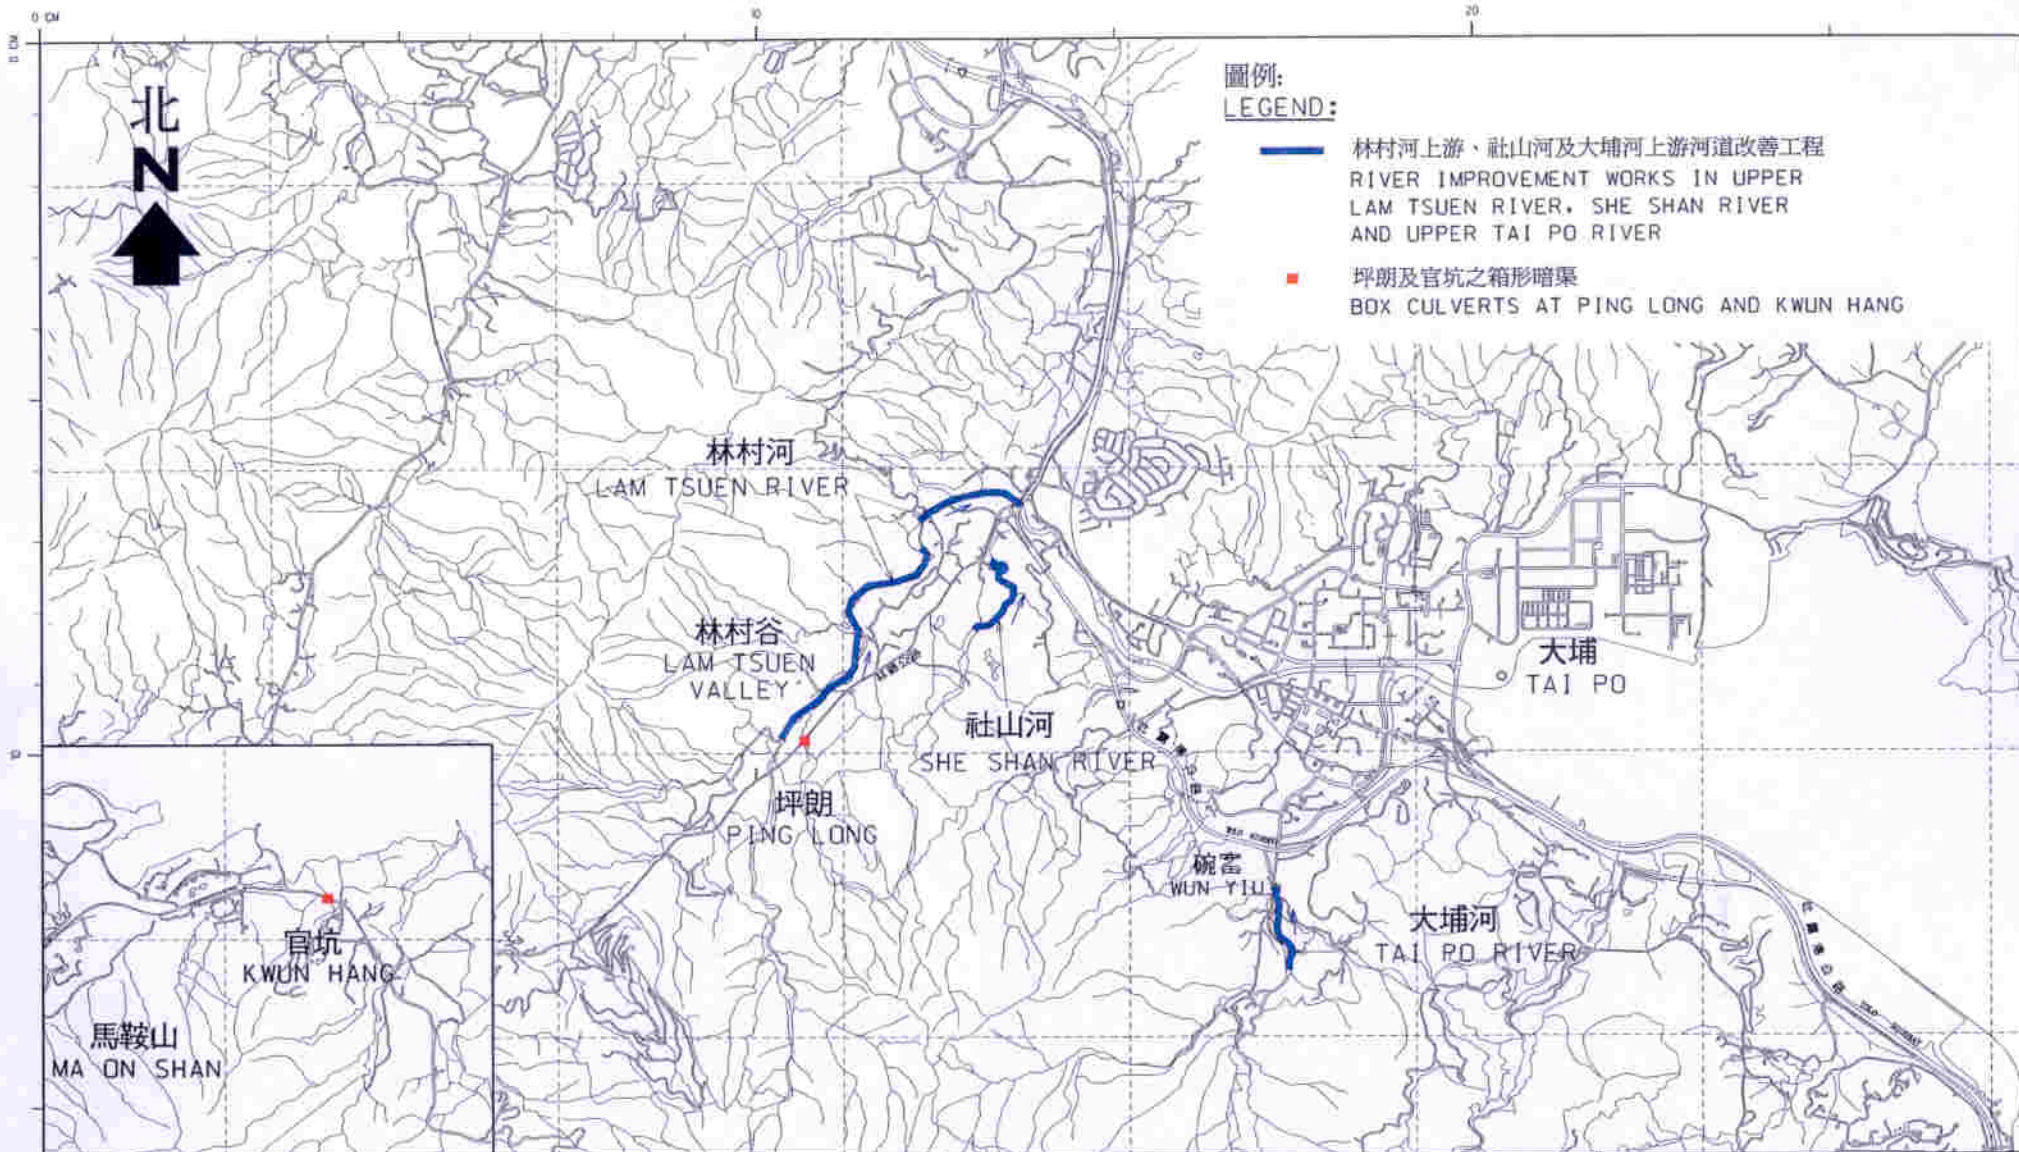 0 CM
10
20
0 CM
圖例:
LEGEND:
林村河上游、社山河及大埔河上游河道改善工程
RIVER IMPROVEMENT WORKS IN UPPER
LAM TSUEN RIVER, SHE SHAN RIVER
AND UPPER TAI PO RIVER
坪朗及官坑之箱形暗渠
BOX CULVERTS AT PING LONG AND KWUN HANG
北
N
林村河
LAM TSUEN RIVER
林村谷
LAM TSUEN
VALLEY
大埔
TAI PO
社山河
SHE SHAN RIVER
坪朗
PING LONG
WUN YIU
大埔河
TAI PO RIVER
官坑
KWUN HANG
馬鞍山
MA ON SHAN